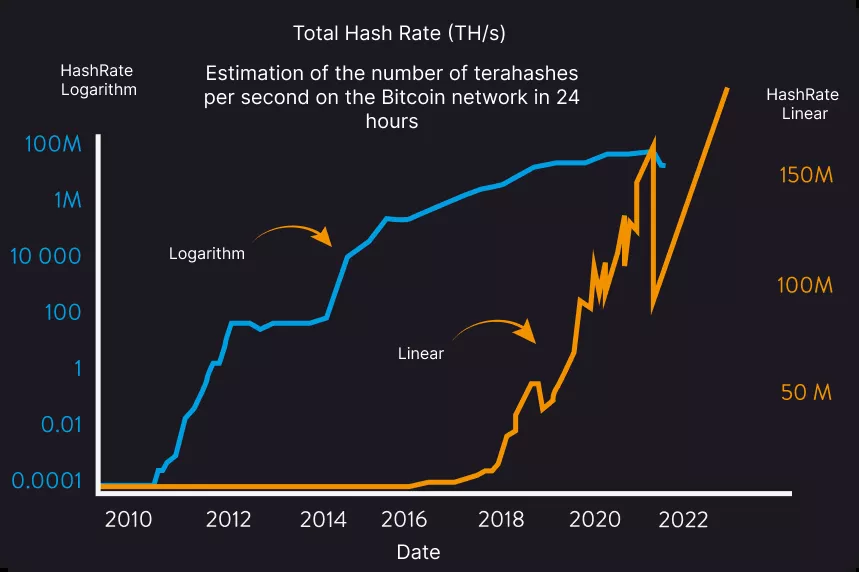 Total Hash Rate (TH/s)
HashRate
Logarithm
Estimation of the number of terahashes
per second on the Bitcoin network in 24
hours
HashRate
Linear
100M
1M
10 000
100
1
0.01
0.0001
150M
100M
50 M
Logarithm
Linear
2010
2012
2014
2016
2018
2020
2022
Date